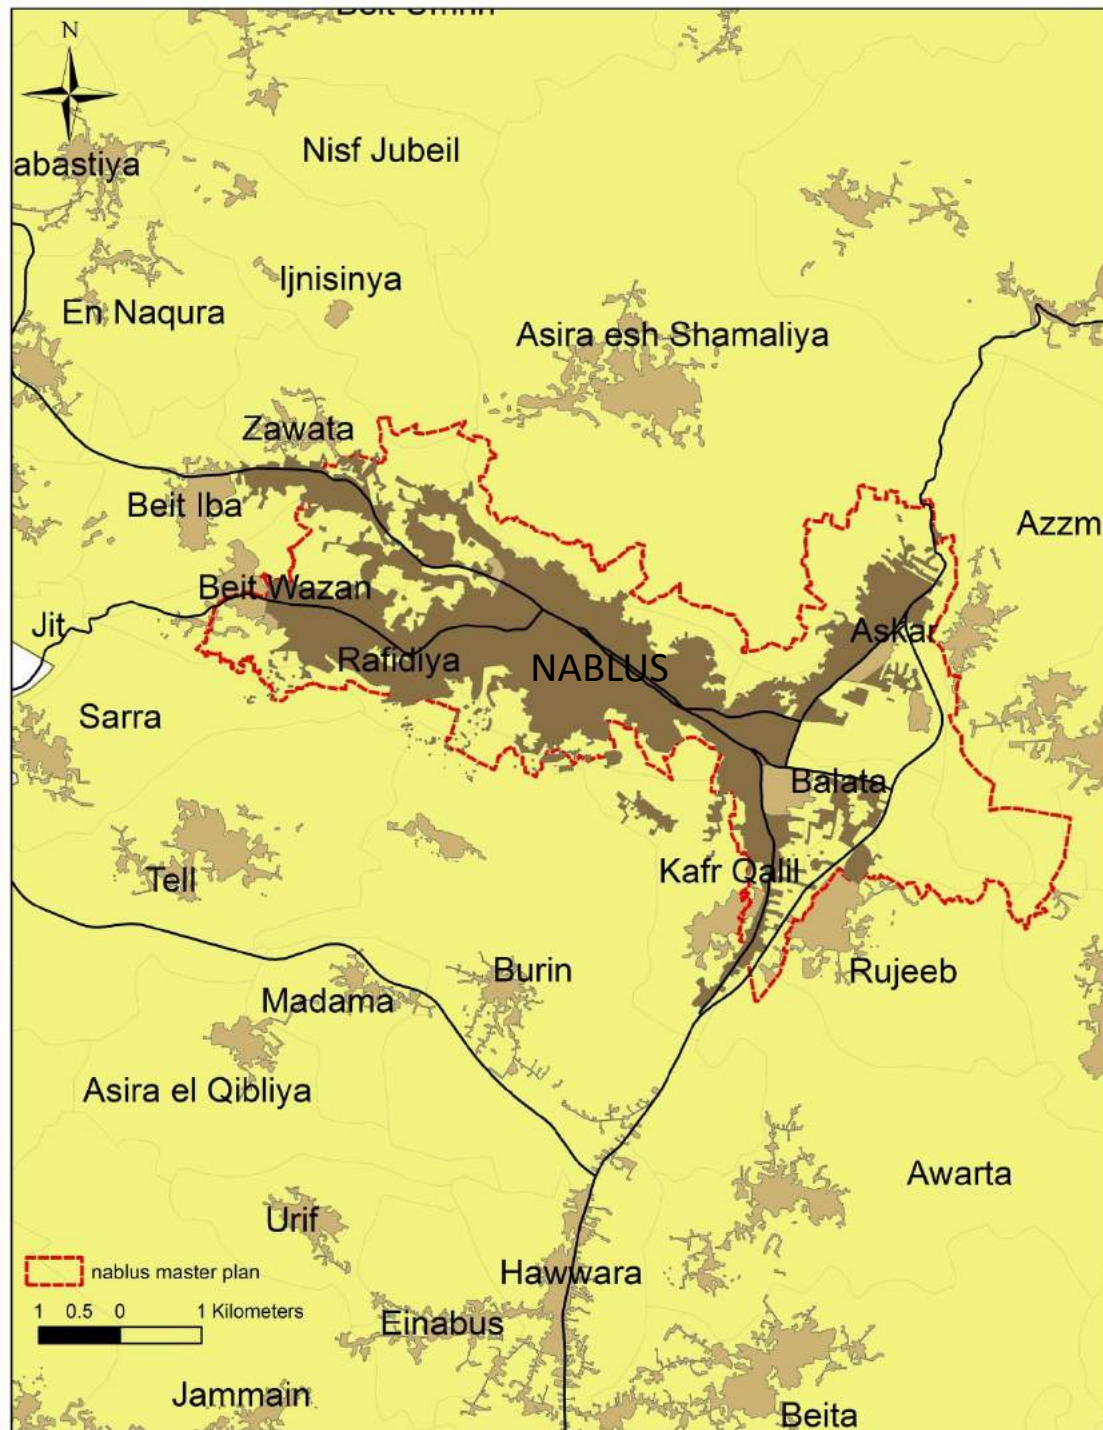 N
abastiya
Nisf Jubeil
Ijnisinya
En Naqura
Asira esh Shamaliya
Zawata
Beit Iba
Azzm
Beit Wazan
Jit
Askar
Rafidiya
NABLUS
Sarra
Balata
Kafr Qalil
Tell
Burin
Rujeeb
Madama
Asira el Qibliya
Awarta
Urif
nablus master plan
Hawwara
1 0.5 0 1 Kilometers
Einabus
Jammain
Beita